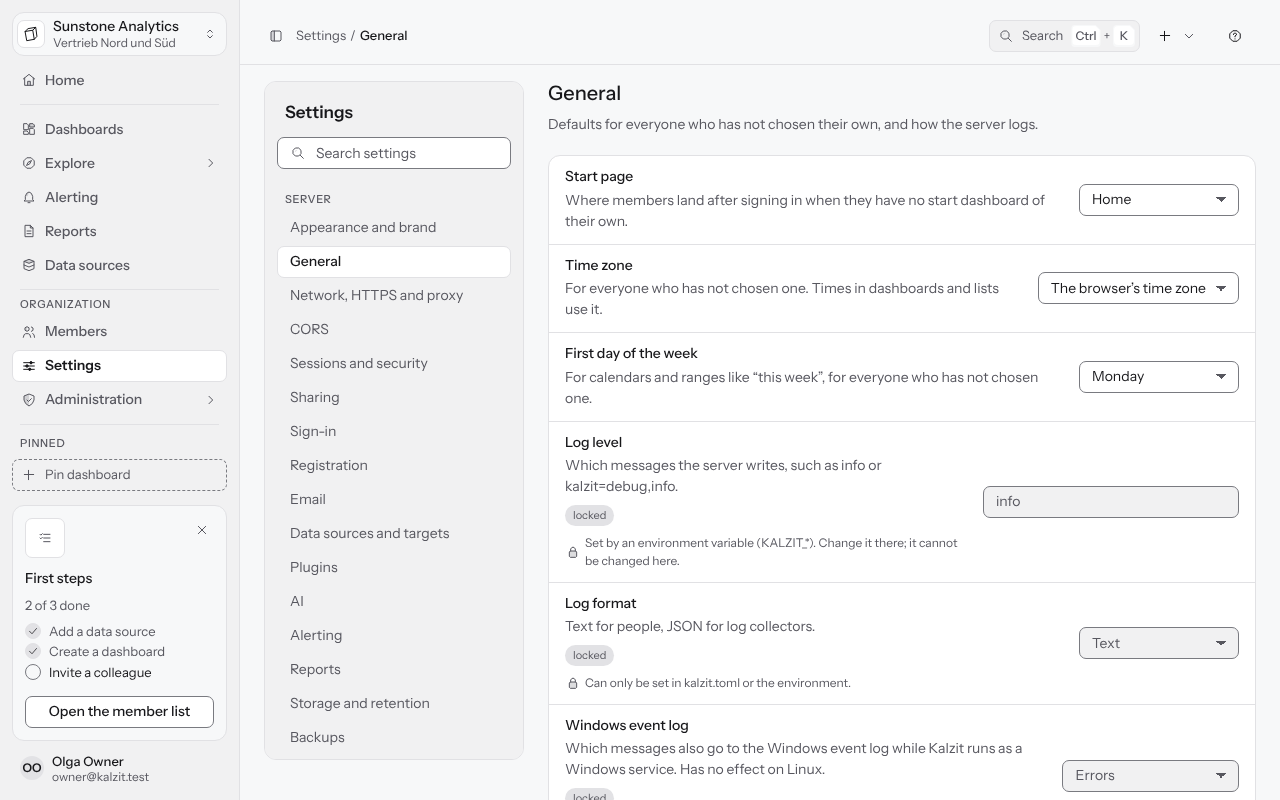 Sunstone Analytics
Vertrieb Nord und Süd
Home
Dashboards
Explore
Alerting
Reports
Data sources
ORGANIZATION
Members
Settings
Administration
PINNED
Pin dashboard
First steps
2 of 3 done
Add a data source
Create a dashboard
Invite a colleague
Open the member list
OO
Olga Owner
owner@kalzit.test
Settings / General
Search Ctrl + K
Settings
Search settings
SERVER
Appearance and brand
General
Network, HTTPS and proxy
CORS
Sessions and security
Sharing
Sign-in
Registration
Email
Data sources and targets
Plugins
AI
Alerting
Reports
Storage and retention
Backups
General
Defaults for everyone who has not chosen their own, and how the server logs.
Start page
Where members land after signing in when they have no start dashboard of
their own.
Home
Time zone
For everyone who has not chosen one. Times in dashboards and lists
use it.
The browser’s time zone
First day of the week
For calendars and ranges like “this week”, for everyone who has not chosen
one.
Monday
Log level
Which messages the server writes, such as info or
kalzit=debug,info.
locked
Set by an environment variable (KALZIT_*). Change it there; it cannot
be changed here.
info
Log format
Text for people, JSON for log collectors.
locked
Can only be set in kalzit.toml or the environment.
Text
Windows event log
Which messages also go to the Windows event log while Kalzit runs as a
Windows service. Has no effect on Linux.
locked
Errors